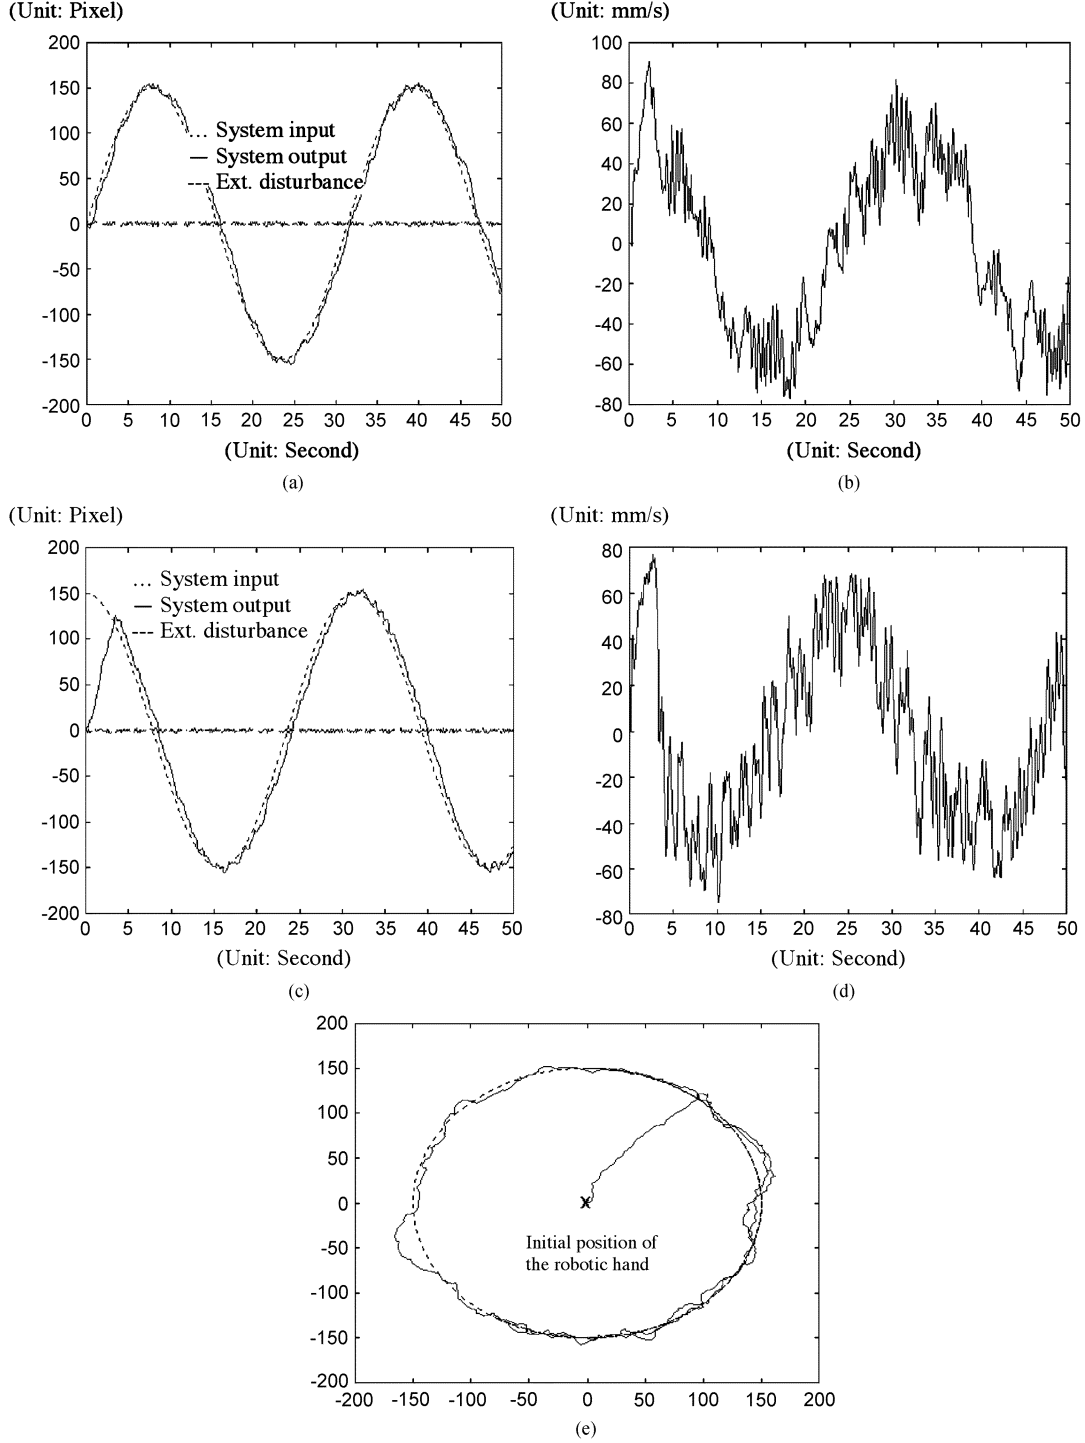 (Unit: Pixel)
200
150
100
50
0
-50
-100
-150
-200
... System input
— System output
--- Ext. disturbance
0 5 10 15 20 25 30 35 40 45 50
(Unit: Second)
(a)
(Unit: mm/s)
100
80
60
40
20
0
-20
-40
-60
-80
0 5 10 15 20 25 30 35 40 45 50
(Unit: Second)
(b)
(Unit: Pixel)
200
150
100
50
0
-50
-100
-150
-200
... System input
— System output
--- Ext. disturbance
0 5 10 15 20 25 30 35 40 45 50
(Unit: Second)
(c)
(Unit: mm/s)
80
60
40
20
0
-20
-40
-60
-80
0 5 10 15 20 25 30 35 40 45 50
(Unit: Second)
(d)
200
150
100
50
0
-50
-100
-150
-200
X
Initial position of
the robotic hand
-200 -150 -100 -50 0 50 100 150 200
(e)